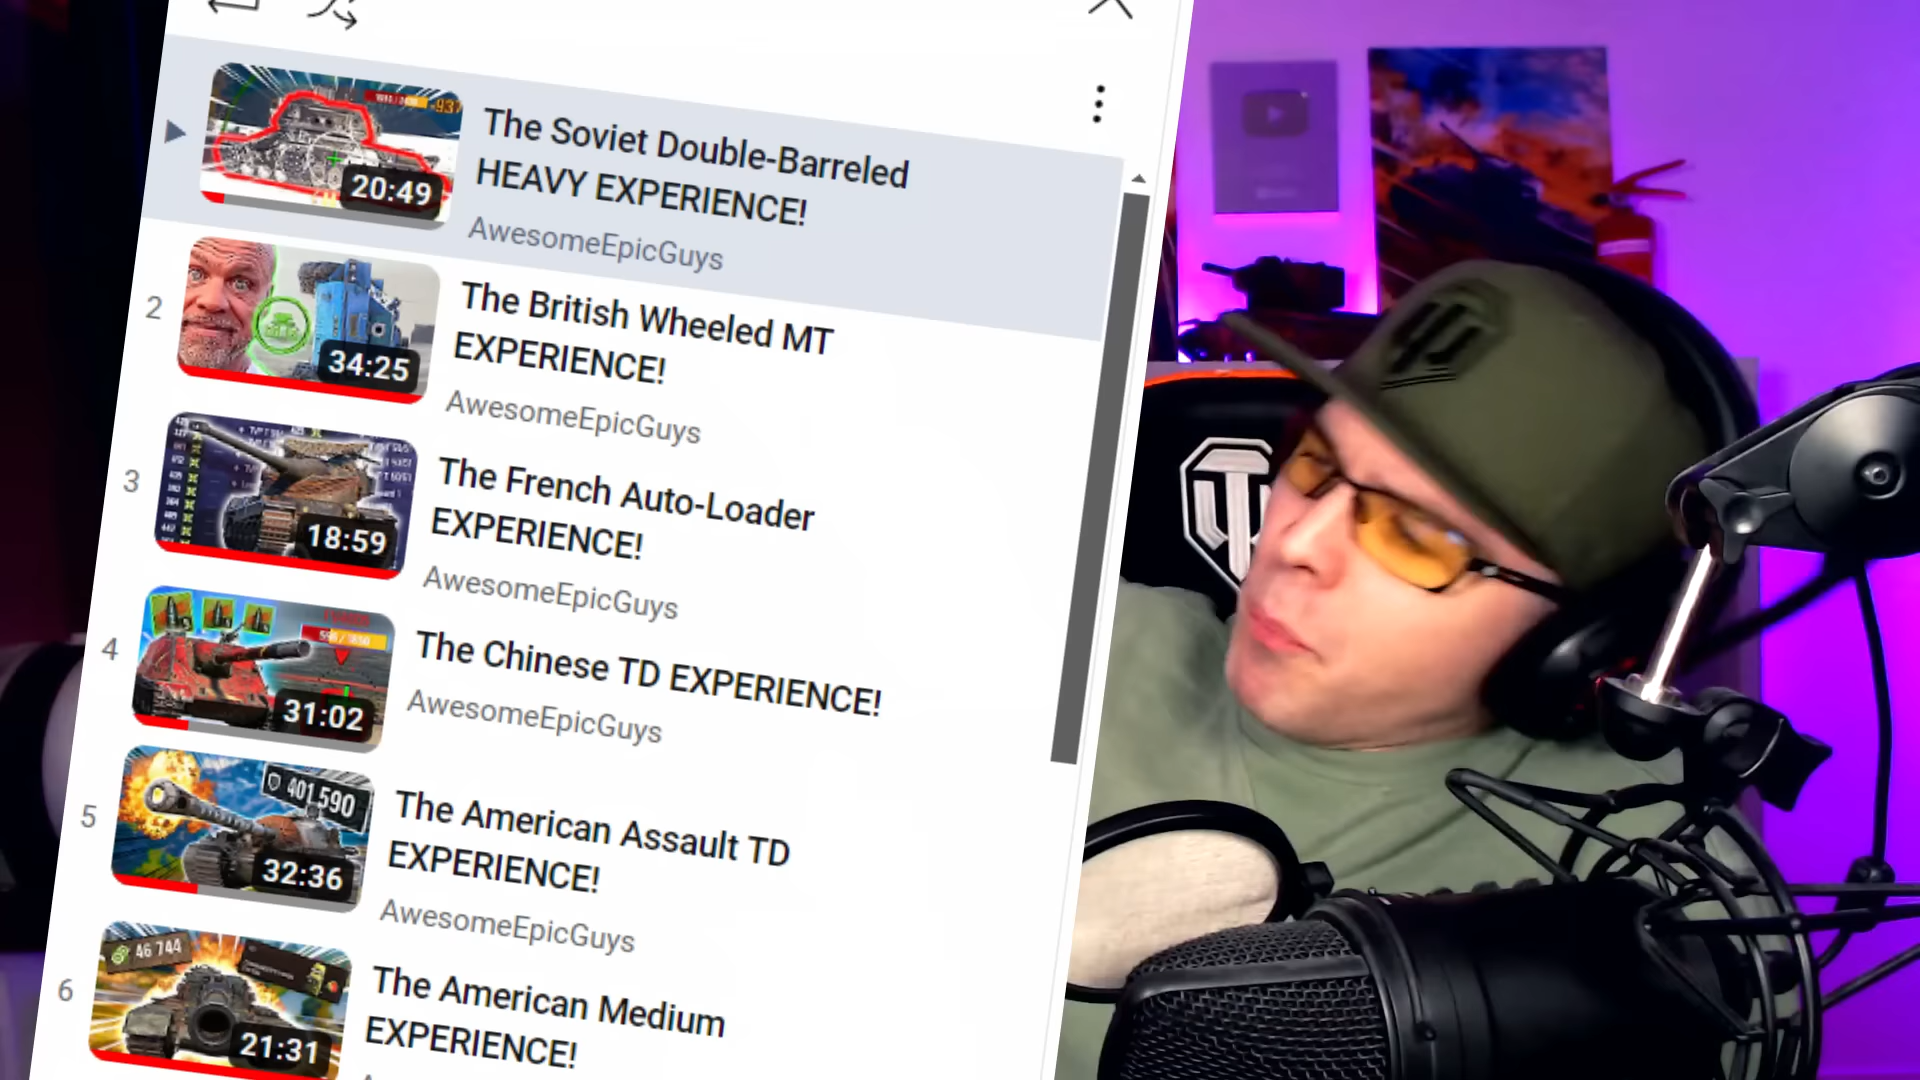 The Soviet Double-Barreled
HEAVY EXPERIENCE!
AwesomeEpicGuys
20:49
2
The British Wheeled MT
EXPERIENCE!
AwesomeEpicGuys
34:25
3
The French Auto-Loader
EXPERIENCE!
AwesomeEpicGuys
18:59
4
The Chinese TD EXPERIENCE!
AwesomeEpicGuys
31:02
5
The American Assault TD
EXPERIENCE!
AwesomeEpicGuys
401 590
32:36
6
The American Medium
EXPERIENCE!
46 744
21:31